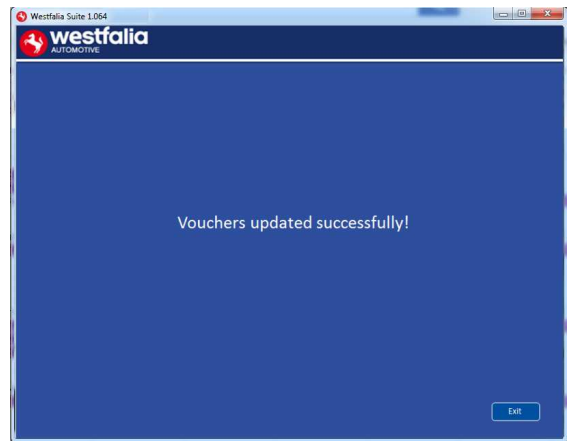 Westfalia Suite 1.064
westfalia
AUTOMOTIVE
Vouchers updated successfully!
Exit